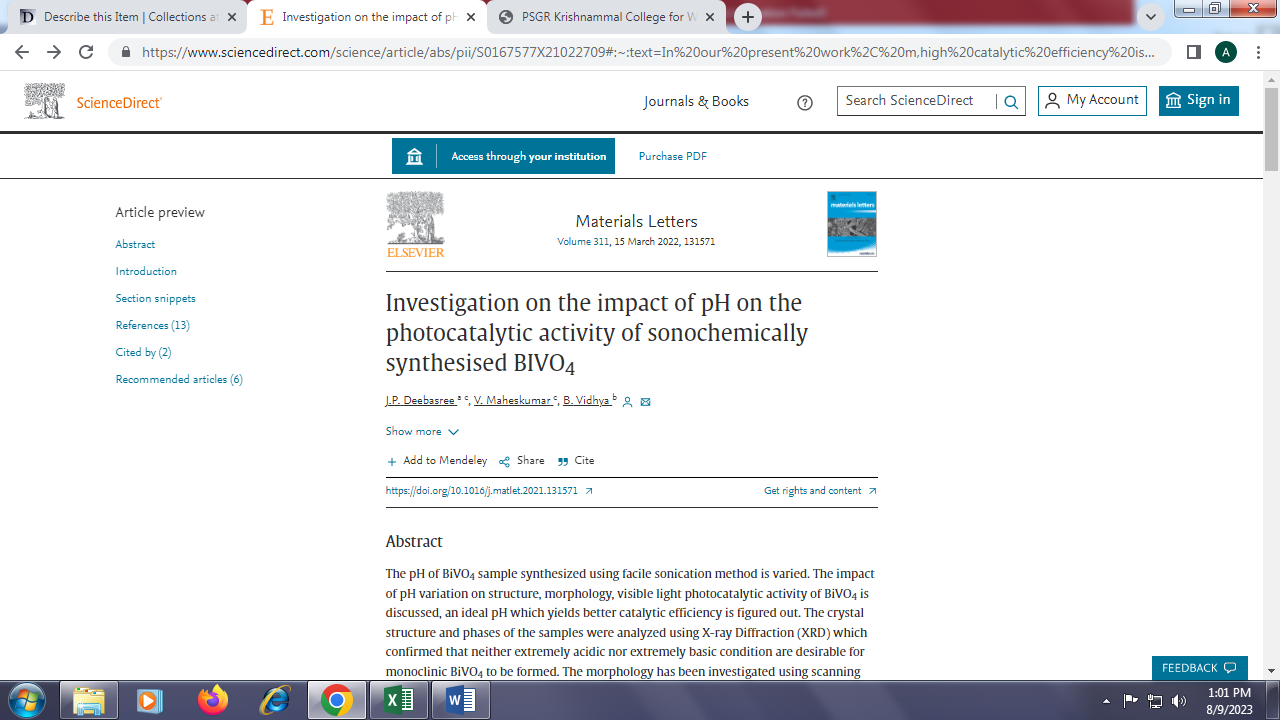 Describe this Item | Collections at
Investigation on the impact of pH
PSGR Krishnammal College for W
https://www.sciencedirect.com/science/article/abs/pii/S0167577X21022709#:~:text=In%20our%20present%20work%2C%20m,high%20catalytic%20efficiency%20is...
A
ScienceDirect
Journals & Books
Search ScienceDirect
My Account
Sign in
Access through your institution
Purchase PDF
Article preview
Abstract
Introduction
Section snippets
References (13)
Cited by (2)
Recommended articles (6)
ELSEVIER
Materials Letters
Volume 311, 15 March 2022, 131571
materials letters
Investigation on the impact of pH on the
photocatalytic activity of sonochemically
synthesised BIVO4
J.P. Deebasree a c, V. Maheskumar c, B. Vidhya b
Show more
Add to Mendeley Share Cite
https://doi.org/10.1016/j.matlet.2021.131571
Get rights and content
Abstract
The pH of BiVO4 sample synthesized using facile sonication method is varied. The impact
of pH variation on structure, morphology, visible light photocatalytic activity of BiVO4 is
discussed, an ideal pH which yields better catalytic efficiency is figured out. The crystal
structure and phases of the samples were analyzed using X-ray Diffraction (XRD) which
confirmed that neither extremely acidic nor extremely basic condition are desirable for
monoclinic BiVO4 to be formed. The morphology has been investigated using scanning
FEEDBACK
1:01 PM
8/9/2023